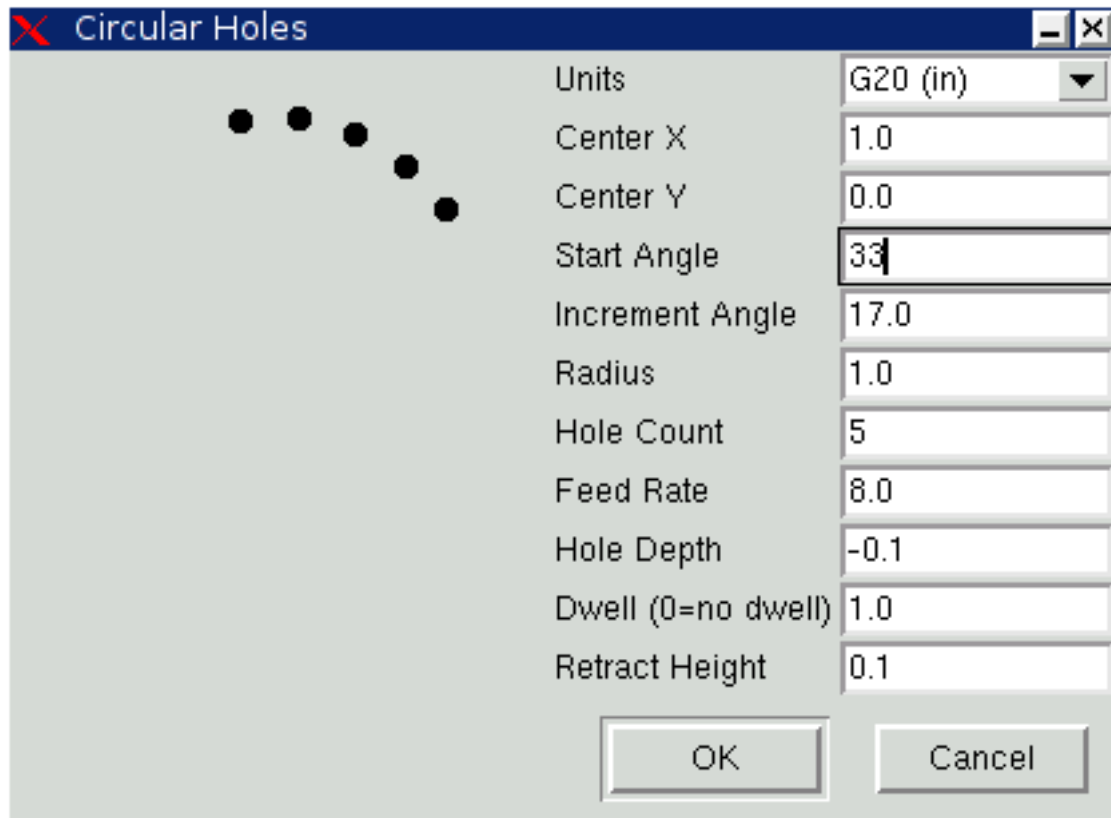 Circular Holes
Units G20 (in)
Center X 1.0
Center Y 0.0
Start Angle 33
Increment Angle 17.0
Radius 1.0
Hole Count 5
Feed Rate 8.0
Hole Depth -0.1
Dwell (0=no dwell) 1.0
Retract Height 0.1
OK Cancel